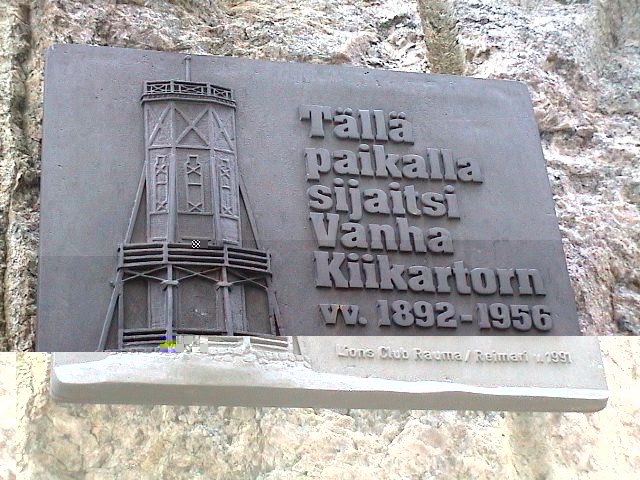 Tällä
paikalla
sijaitsi
Vanha
Kiikartorn
vv. 1892-1956
Lions Club Rauma / Reimari v.1991